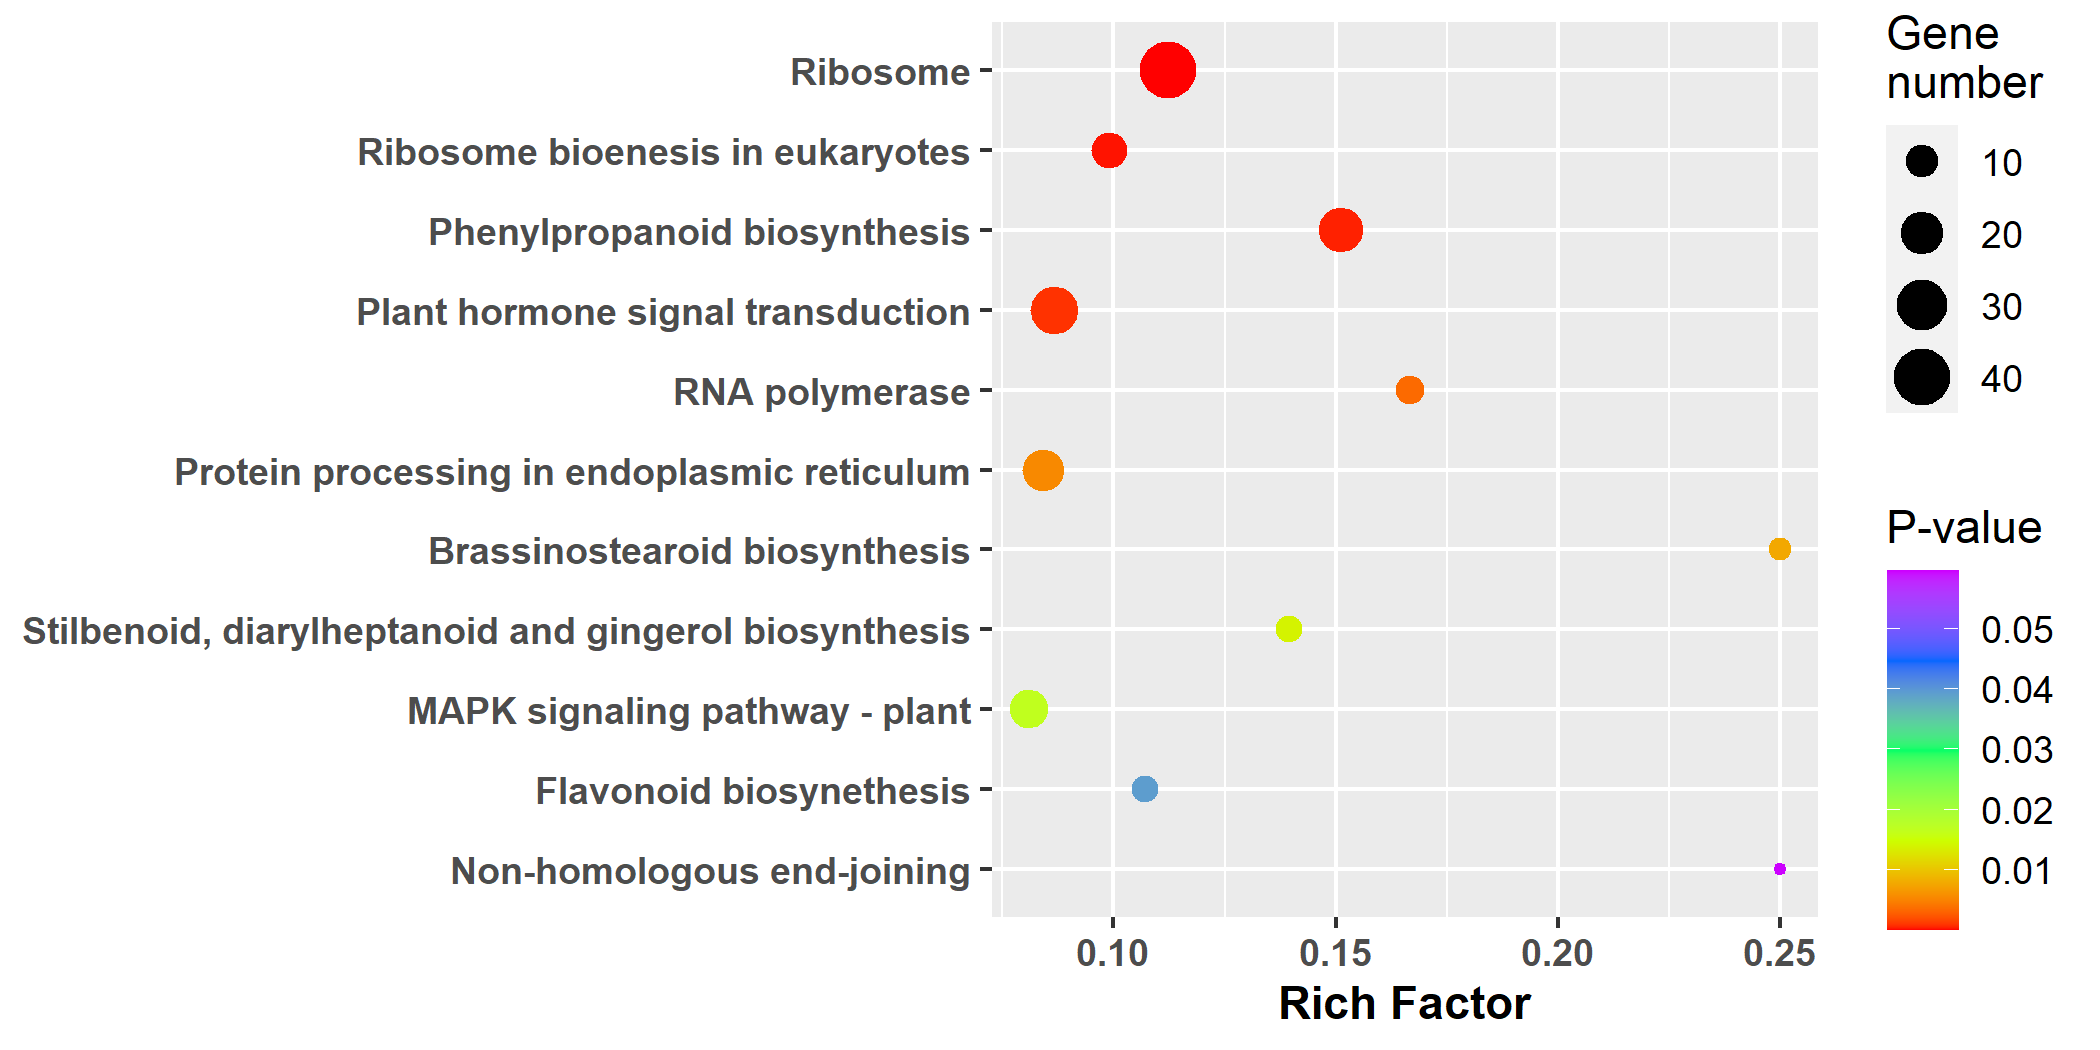 Ribosome
Ribosome bioenesis in eukaryotes
Phenylpropanoid biosynthesis
Plant hormone signal transduction
RNA polymerase
Protein processing in endoplasmic reticulum
Brassinostearoid biosynthesis
Stilbenoid, diarylheptanoid and gingerol biosynthesis
MAPK signaling pathway - plant
Flavonoid biosynethesis
Non-homologous end-joining
0.10 0.15 0.20 0.25
Rich Factor
Gene
number
10
20
30
40
P-value
0.05
0.04
0.03
0.02
0.01